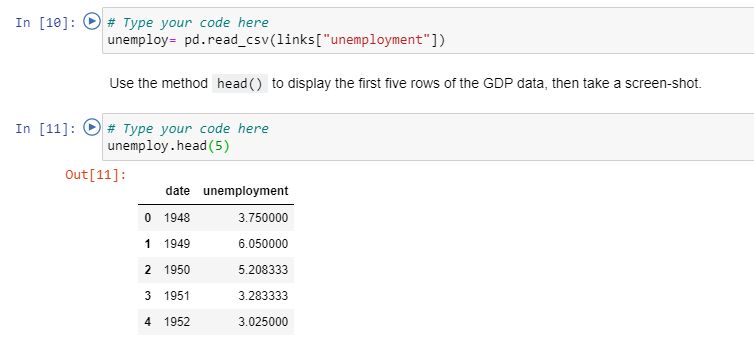 In [10]: # Type your code here
unemploy= pd.read_csv(links["unemployment"])
Use the method head() to display the first five rows of the GDP data, then take a screen-shot.
In [11]: # Type your code here
unemploy.head(5)
Out[11]:
date unemployment
0 1948 3.750000
1 1949 6.050000
2 1950 5.208333
3 1951 3.283333
4 1952 3.025000